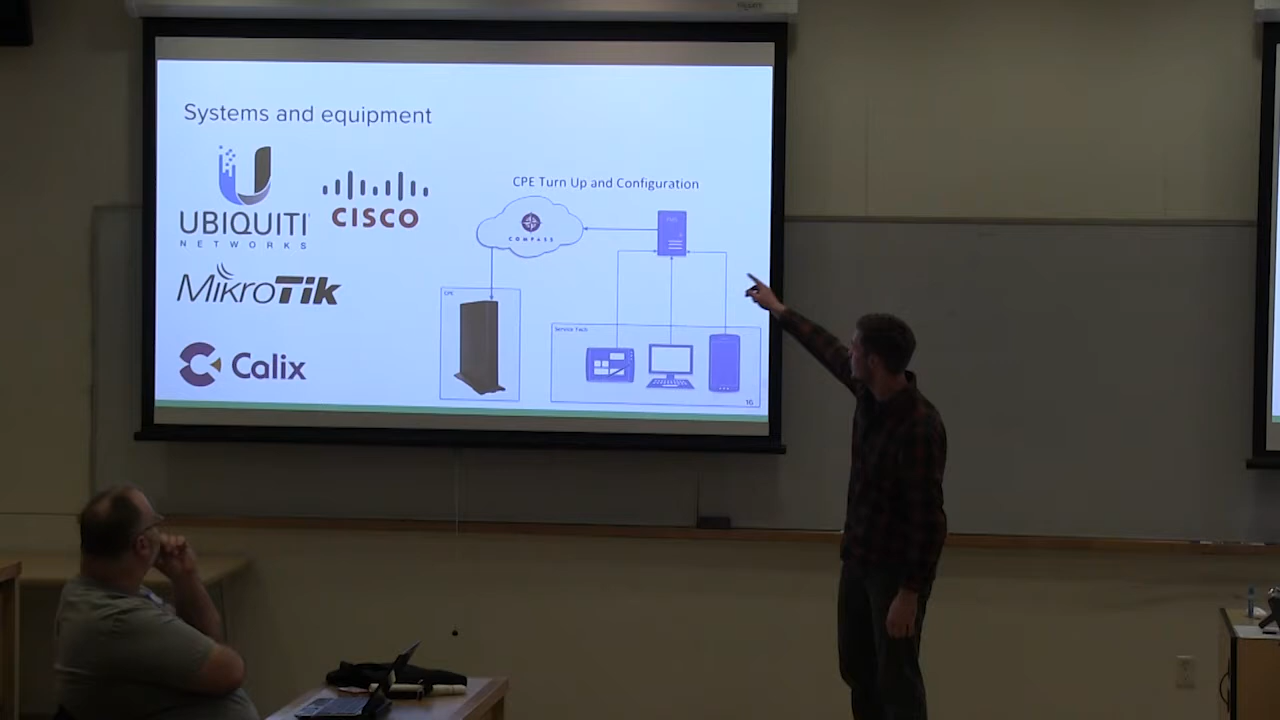 Systems and equipment
UBIQUITI
NETWORKS
CISCO
MikroTik
Calix
CPE Turn Up and Configuration
COMPASS
CPE
Service Tech
16